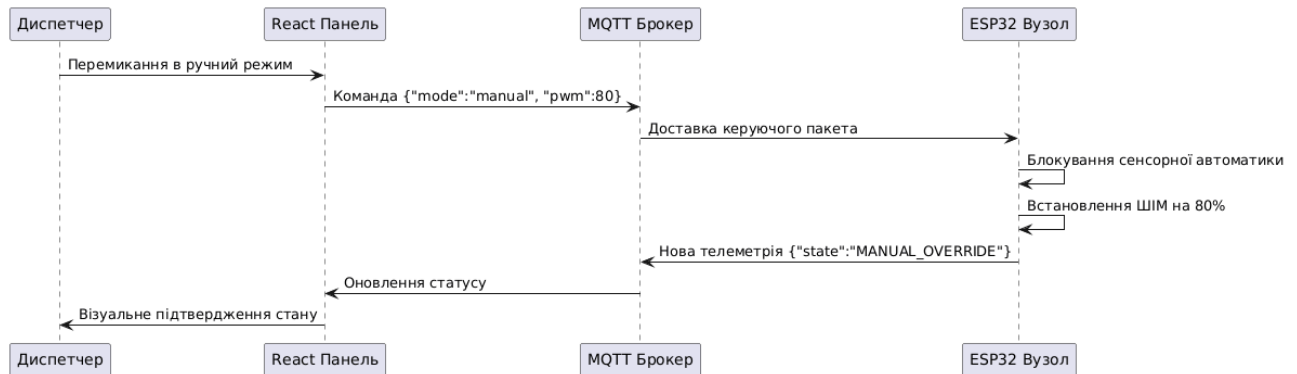 Диспетчер
React Панель
MQTT Брокер
ESP32 Вузол
Перемикання в ручний режим
Команда {"mode":"manual", "pwm":80}
Доставка керуючого пакета
Блокування сенсорної автоматики
Встановлення ШІМ на 80%
Нова телеметрія {"state":"MANUAL_OVERRIDE"}
Оновлення статусу
Візуальне підтвердження стану
Диспетчер
React Панель
MQTT Брокер
ESP32 Вузол